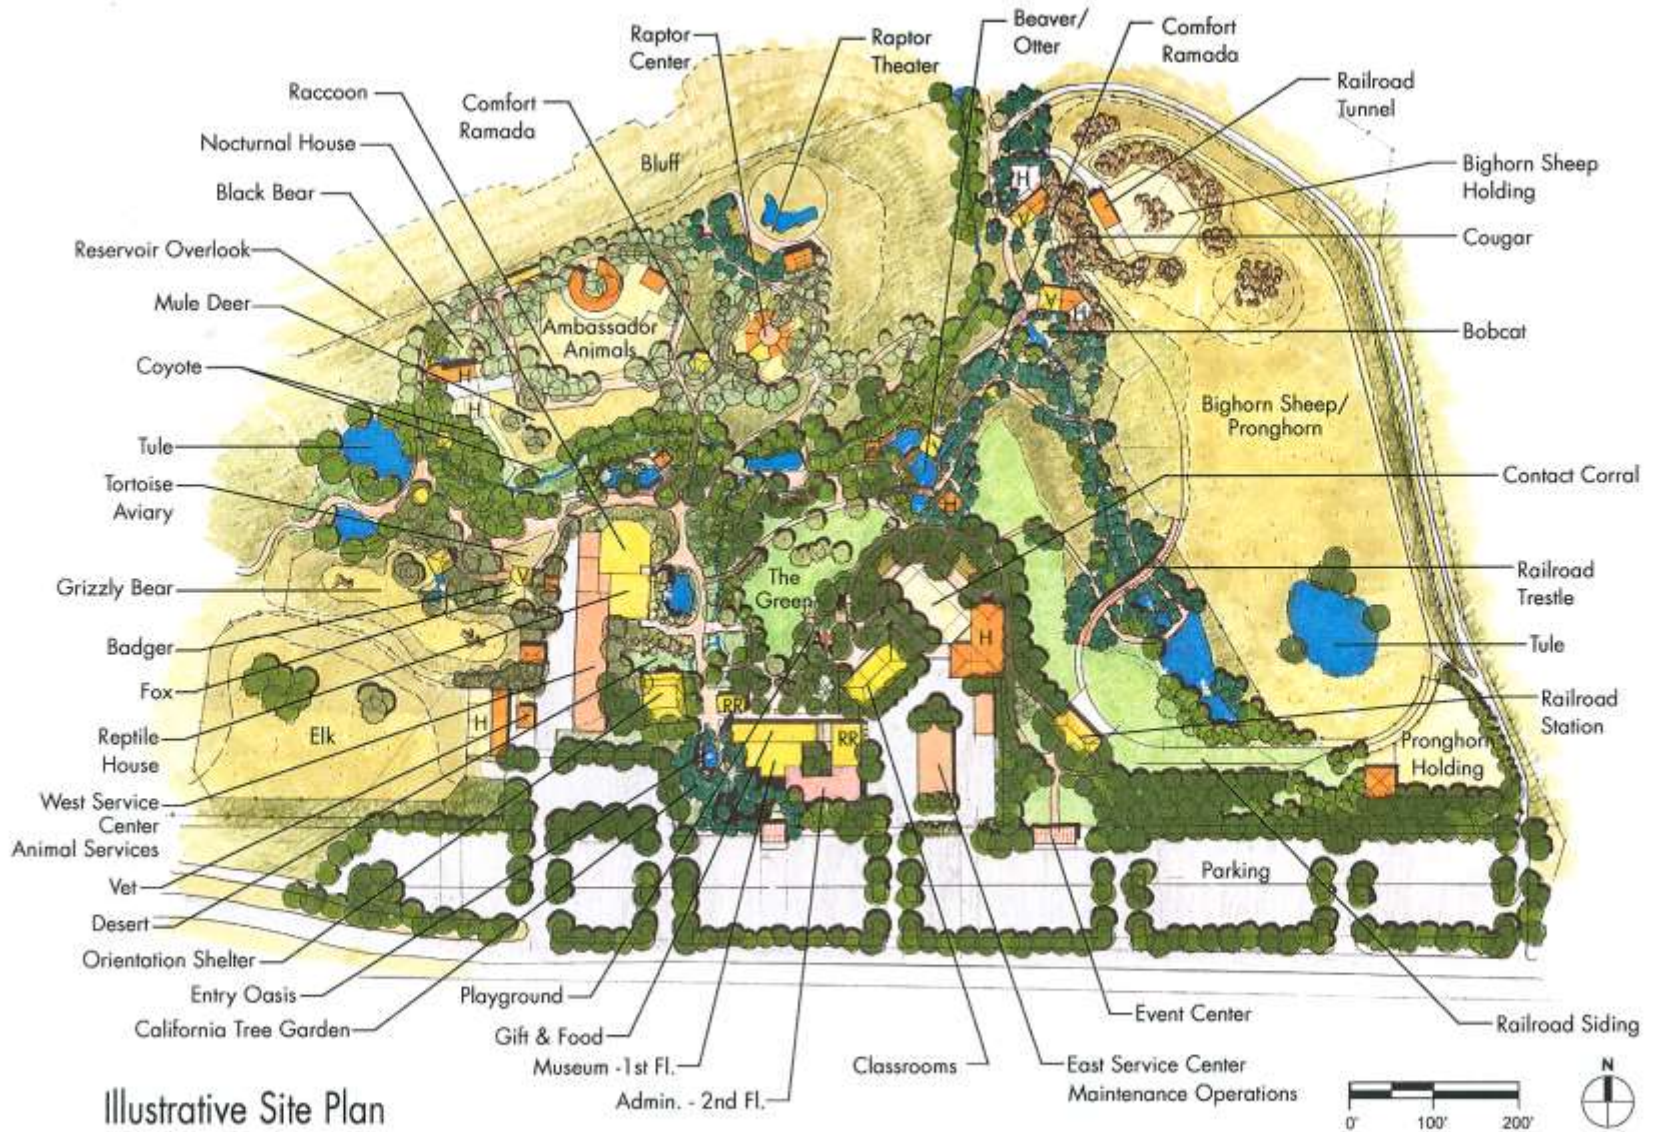 Beaver/
Otter
Comfort
Ramada
Raptor
Center
Raptor
Theater
Railroad
Tunnel
Raccoon
Comfort
Ramada
Nocturnal House
Bluff
Bighorn Sheep
Holding
H
Black Bear
V
Cougar
Reservoir Overlook
Mule Deer
V
H
Ambassador
Animals
Bobcat
Coyote
H
H
Bighorn Sheep/
Pronghorn
Tule
Contact Corral
Tortoise
Aviary
H
V
The
Green
Railroad
Trestle
Grizzly Bear
H
Badger
Tule
Fox
RR
Railroad
Station
H
Elk
RR
Reptile
House
Pronghorn
Holding
West Service
Center
Animal Services
Parking
Vet
Desert
Orientation Shelter
Entry Oasis
Playground
California Tree Garden
Gift & Food
Event Center
Railroad Siding
Museum -1st Fl.
Classrooms
East Service Center
Maintenance Operations
Admin. - 2nd Fl.
N
Illustrative Site Plan
0' 100' 200'